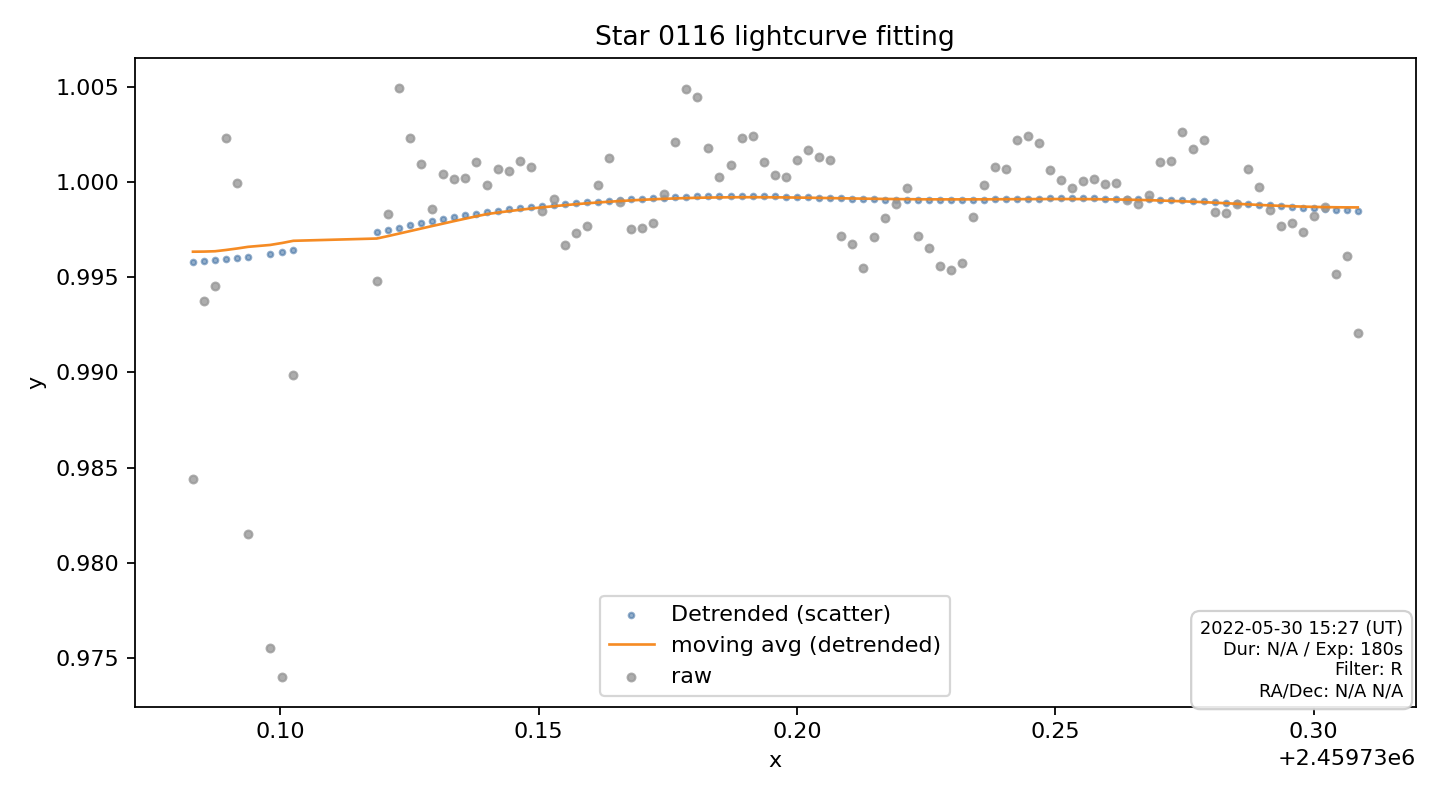 Star 0116 lightcurve fitting
1.005
1.000
0.995
0.990
0.985
0.980
0.975
y
Detrended (scatter)
moving avg (detrended)
raw
2022-05-30 15:27 (UT)
Dur: N/A / Exp: 180s
Filter: R
RA/Dec: N/A N/A
0.10 0.15 0.20 0.25 0.30
x
+2.45973e6